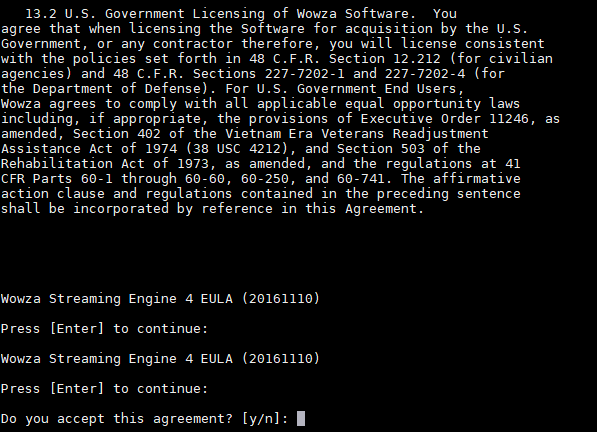 13.2 U.S. Government Licensing of Wowza Software.  You
agree that when licensing the Software for acquisition by the U.S.
Government, or any contractor therefore, you will license consistent
with the policies set forth in 48 C.F.R. Section 12.212 (for civilian
agencies) and 48 C.F.R. Sections 227-7202-1 and 227-7202-4 (for
the Department of Defense). For U.S. Government End Users,
Wowza agrees to comply with all applicable equal opportunity laws
including, if appropriate, the provisions of Executive Order 11246, as
amended, Section 402 of the Vietnam Era Veterans Readjustment
Assistance Act of 1974 (38 USC 4212), and Section 503 of the
Rehabilitation Act of 1973, as amended, and the regulations at 41
CFR Parts 60-1 through 60-60, 60-250, and 60-741. The affirmative
action clause and regulations contained in the preceding sentence
shall be incorporated by reference in this Agreement.
Wowza Streaming Engine 4 EULA (20161110)
Press [Enter] to continue:
Wowza Streaming Engine 4 EULA (20161110)
Press [Enter] to continue:
Do you accept this agreement? [y/n]: